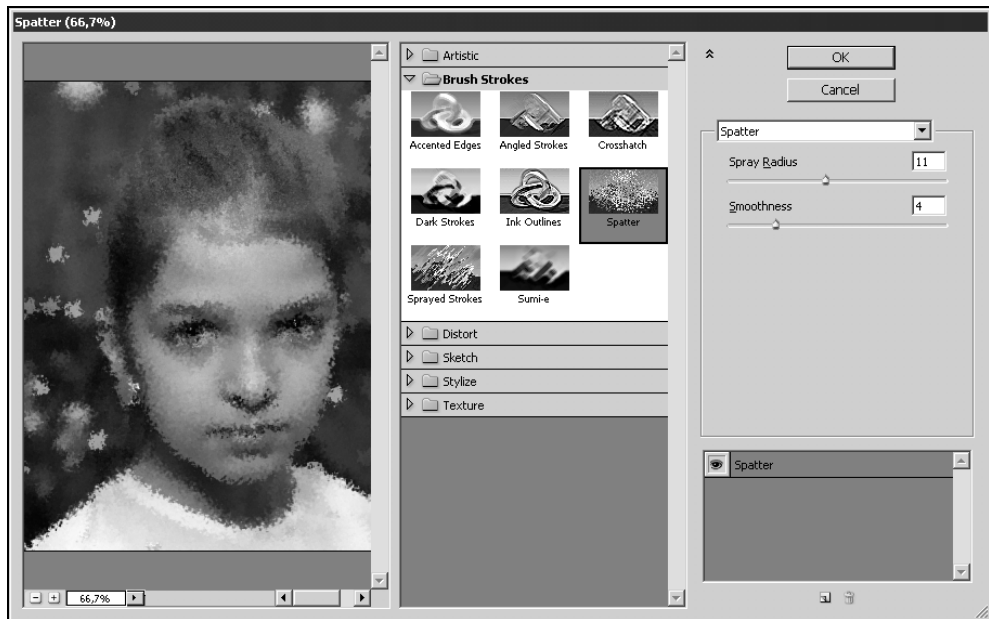 Spatter (66,7%)
Artistic
Brush Strokes
Accented Edges
Angled Strokes
Crosshatch
Dark Strokes
Ink Outlines
Spatter
Sprayed Strokes
Sumi-e
Distort
Sketch
Stylize
Texture
66,7%
OK
Cancel
Spatter
Spray Radius 11
Smoothness 4
Spatter